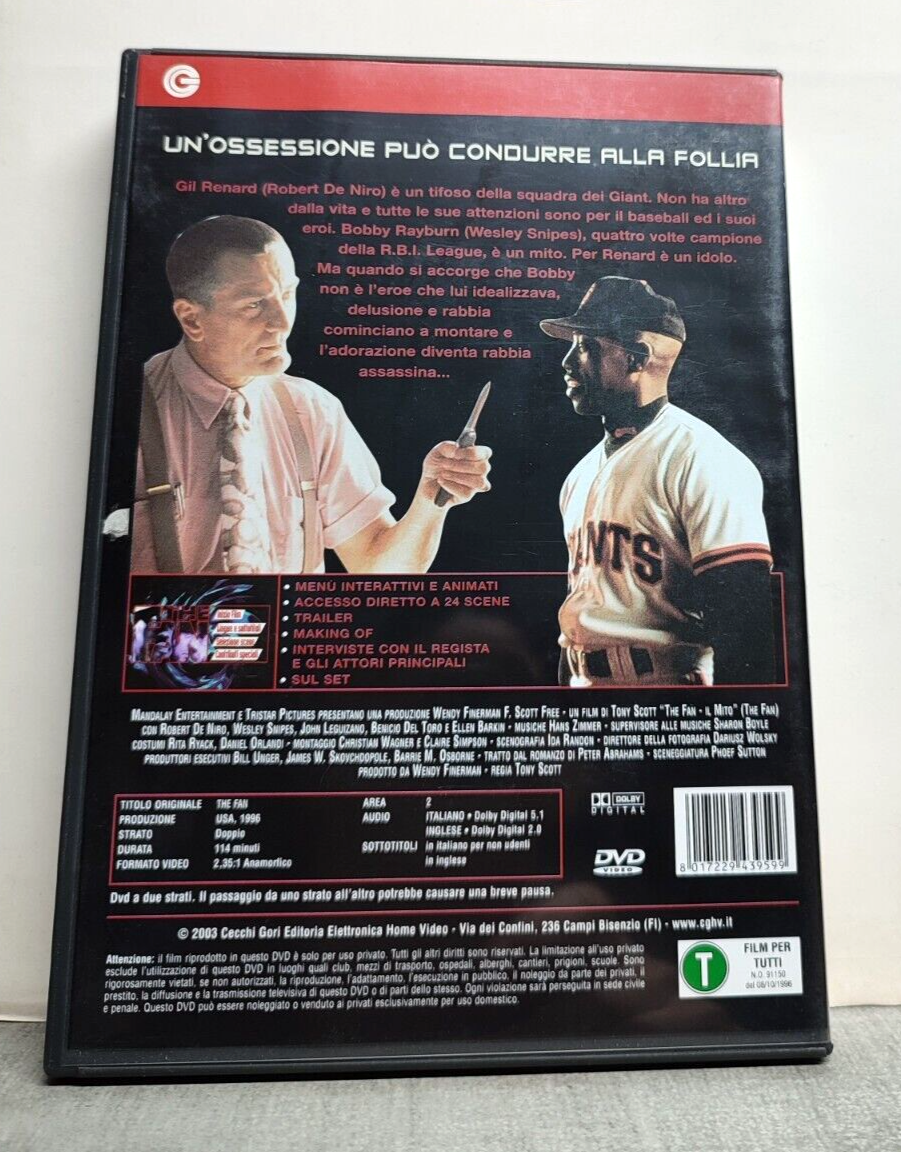 UN'OSSESSIONE PUÒ CONDURRE ALLA FOLLIA
Gil Renard (Robert De Niro) è un tifoso della squadra dei Giant. Non ha altro
dalla vita e tutte le sue attenzioni sono per il baseball ed i suoi
eroi. Bobby Rayburn (Wesley Snipes), quattro volte campione
della R.B.I. League, è un mito. Per Renard è un idolo.
Ma quando si accorge che Bobby
non è l'eroe che lui idealizzava,
delusione e rabbia
cominciano a montare e
l'adorazione diventa rabbia
assassina...
ANTS
• MENÙ INTERATTIVI E ANIMATI
• ACCESSO DIRETTO A 24 SCENE
• TRAILER
• MAKING OF
• INTERVISTE CON IL REGISTA
E GLI ATTORI PRINCIPALI
• SUL SET
THE
FAN
Inizio Film
Lingue e sottotitoli
Selezione scene
Contributi speciali
MANDALAY ENTERTAINMENT E TRISTAR PICTURES PRESENTANO UNA PRODUZIONE WENDY FINERMAN F. SCOTT FREE - UN FILM DI TONY SCOTT "THE FAN - IL MITO" (THE FAN)
CON ROBERT DE NIRO, WESLEY SNIPES, JOHN LEGUIZANO, BENICIO DEL TORO E ELLEN BARKIN - MUSICHE HANS ZIMMER - SUPERVISORE ALLE MUSICHE SHARON BOYLE
COSTUMI RITA RYACK, DANIEL ORLANDI - MONTAGGIO CHRISTIAN WAGNER E CLAIRE SIMPSON - SCENOGRAFIA IDA RANDON - DIRETTORE DELLA FOTOGRAFIA DARIUSZ WOLSKY
PRODUTTORI ESECUTIVI BILL UNGER, JAMES W. SKOVCHDOPOLE, BARRIE M. OSBORNE - TRATTO DAL ROMANZO DI PETER ABRAHAMS - SCENEGGIATURA PHOEF SUTTON
PRODOTTO DA WENDY FINERMAN - REGIA TONY SCOTT
TITOLO ORIGINALE THE FAN
PRODUZIONE USA, 1996
STRATO Doppio
DURATA 114 minuti
FORMATO VIDEO 2,35:1 Anamorfico
AREA 2
AUDIO ITALIANO • Dolby Digital 5.1
INGLESE • Dolby Digital 2.0
SOTTOTITOLI in italiano per non udenti
in inglese
DOLBY
DIGITAL
DVD
VIDEO
8 017229 439599
Dvd a due strati. Il passaggio da uno strato all'altro potrebbe causare una breve pausa.
© 2003 Cecchi Gori Editoria Elettronica Home Video - Via dei Confini, 236 Campi Bisenzio (FI) - www.cghv.it
Attenzione: il film riprodotto in questo DVD è solo per uso privato. Tutti gli altri diritti sono riservati. La limitazione all'uso privato
esclude l'utilizzazione di questo DVD in luoghi quali club, mezzi di trasporto, ospedali, alberghi, cantieri, prigioni, scuole. Sono
rigorosamente vietati, se non autorizzati, la riproduzione, l'adattamento, l'esecuzione in pubblico, il noleggio da parte dei privati, il
prestito, la diffusione e la trasmissione televisiva di questo DVD o di parti dello stesso. Ogni violazione sarà perseguita in sede civile
e penale. Questo DVD può essere noleggiato o venduto ai privati esclusivamente per uso domestico.
T
FILM PER
TUTTI
N.O. 91150
del 08/10/1996